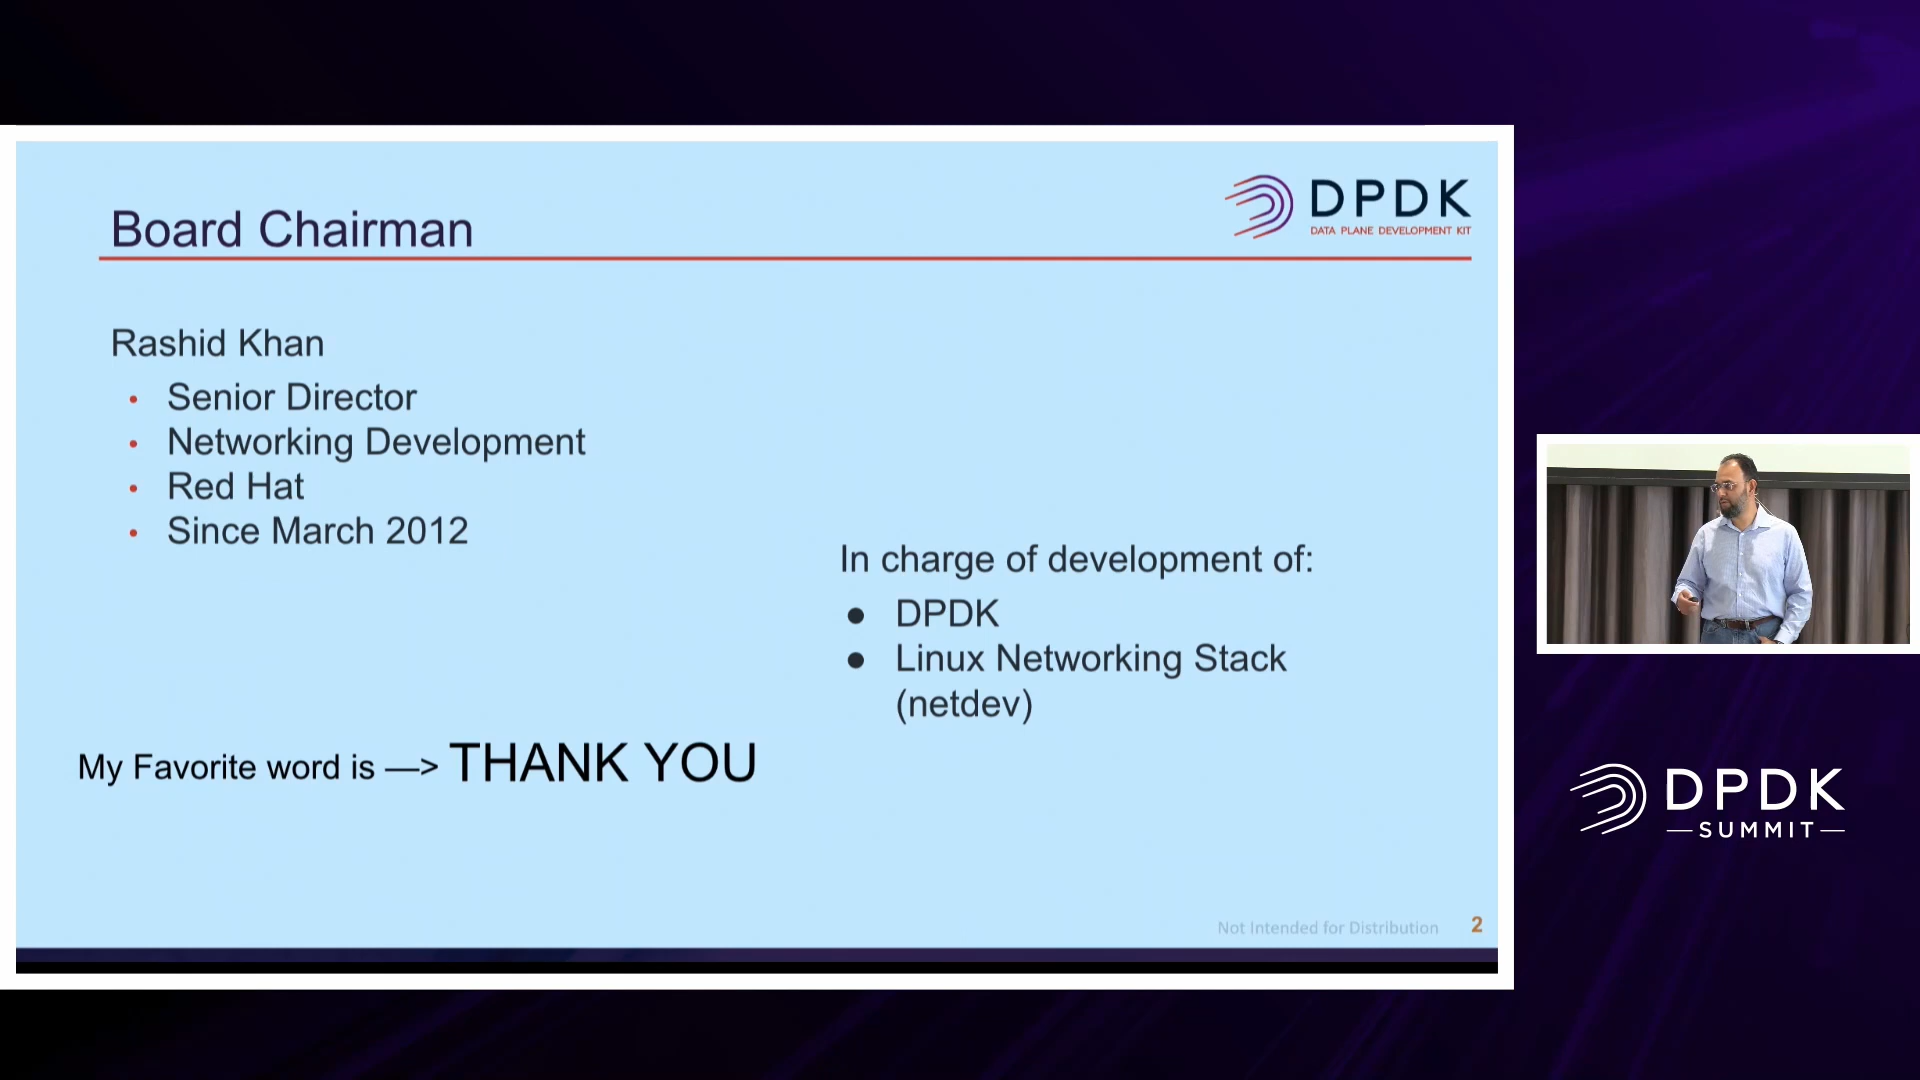 Board Chairman
DPDK
DATA PLANE DEVELOPMENT KIT
Rashid Khan
• Senior Director
• Networking Development
• Red Hat
• Since March 2012
In charge of development of:
● DPDK
● Linux Networking Stack
(netdev)
My Favorite word is —> THANK YOU
Not Intended for Distribution 2
DPDK
—SUMMIT—